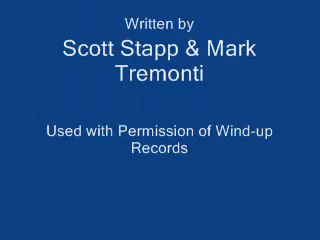 Written by
Scott Stapp & Mark
Tremonti
Used with Permission of Wind-up
Records